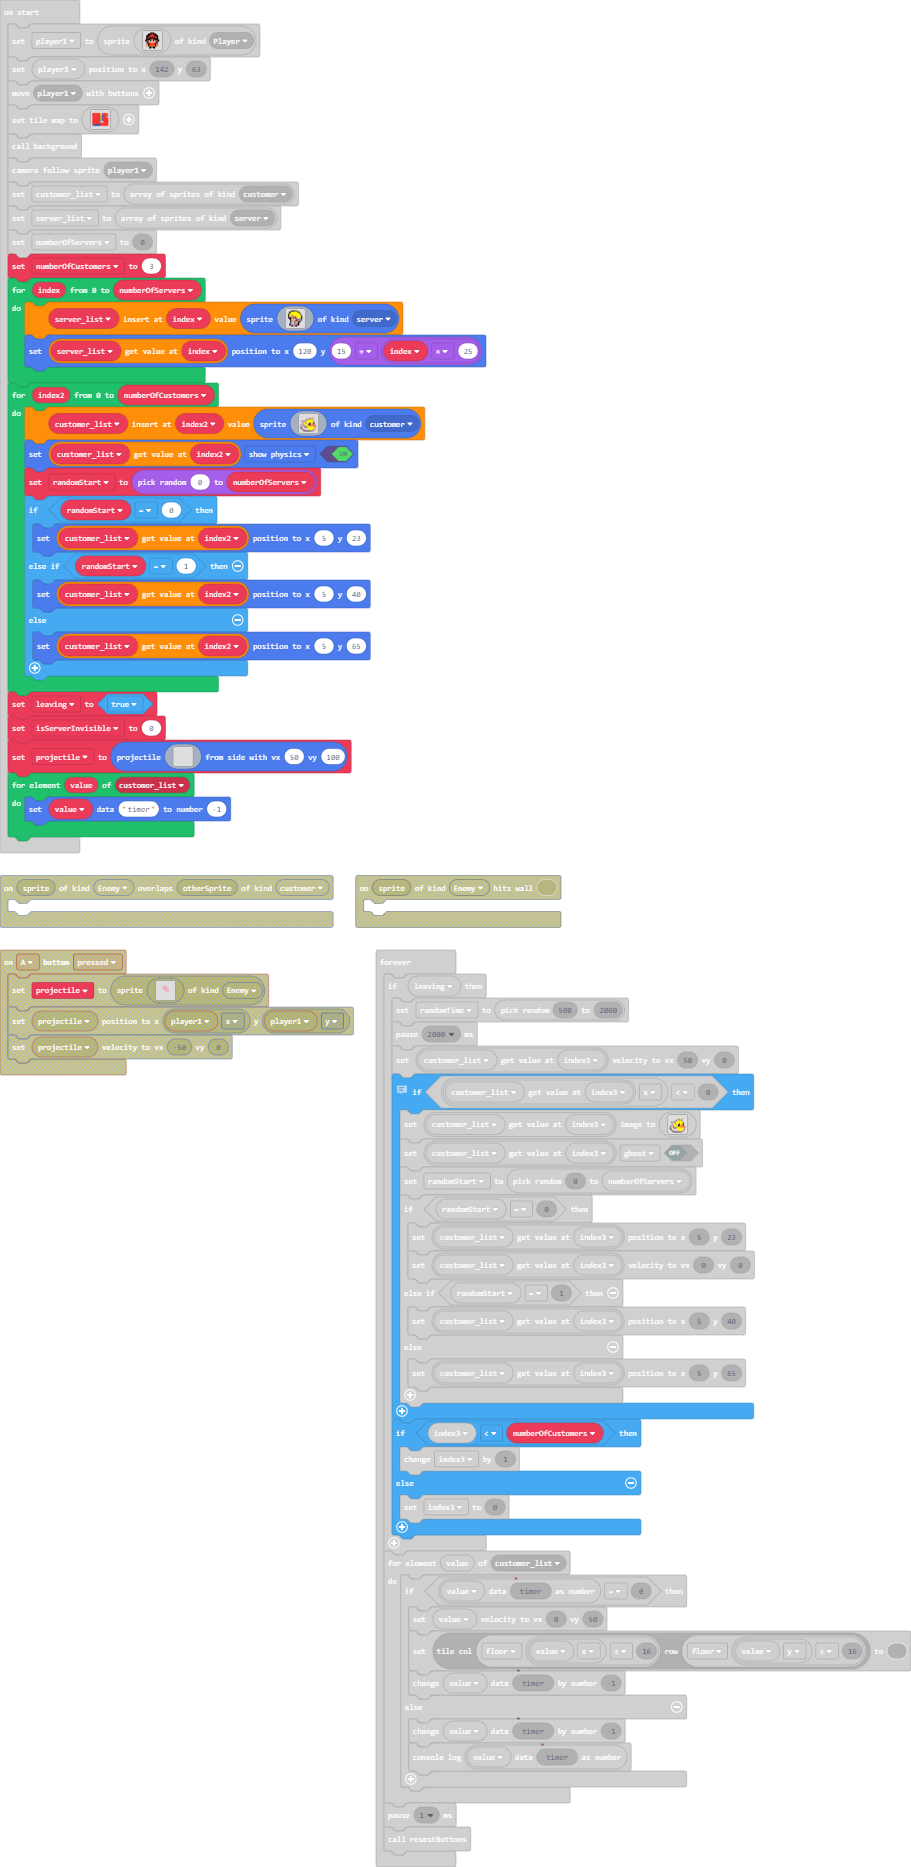 on start
set player1 to sprite of kind Player
set player1 position to x 142 y 63
move player1 with buttons
set tile map to
call background
camera follow sprite player1
set customer_list to array of sprites of kind customer
set server_list to array of sprites of kind server
set numberOfServers to 0
set numberOfCustomers to 3
for index from 0 to numberOfServers
do
server_list insert at index value sprite of kind server
set server_list get value at index position to x 120 y 15 + index × 25
for index2 from 0 to numberOfCustomers
do
customer_list insert at index2 value sprite of kind customer
set customer_list get value at index2 show physics ON
set randomStart to pick random 0 to numberOfServers
if randomStart = 0 then
set customer_list get value at index2 position to x 5 y 23
else if randomStart = 1 then
set customer_list get value at index2 position to x 5 y 40
else
set customer_list get value at index2 position to x 5 y 65
set leaving to true
set isServerInvisible to 0
set projectile to projectile from side with vx 50 vy 100
for element value of customer_list
do set value data "timer" to number -1
on sprite of kind Enemy overlaps otherSprite of kind customer
on sprite of kind Enemy hits wall
on A button pressed
set projectile to sprite of kind Enemy
set projectile position to x player1 x y player1 y
set projectile velocity to vx -50 vy 0
forever
if leaving then
set randomTime to pick random 500 to 2000
pause 2000 ms
set customer_list get value at index3 velocity to vx 50 vy 0
if customer_list get value at index3 x < 0 then
set customer_list get value at index3 image to
set customer_list get value at index3 ghost OFF
set randomStart to pick random 0 to numberOfServers
if randomStart = 0 then
set customer_list get value at index3 position to x 5 y 23
set customer_list get value at index3 velocity to vx 0 vy 0
else if randomStart = 1 then
set customer_list get value at index3 position to x 5 y 40
else
set customer_list get value at index3 position to x 5 y 65
if index3 < numberOfCustomers then
change index3 by 1
else
set index3 to 0
for element value of customer_list
do
if value data "timer" as number = 0 then
set value velocity to vx 0 vy 50
set tile col floor value x ÷ 16 row floor value y ÷ 16 to
change value data "timer" by number -1
else
change value data "timer" by number -1
console log value data "timer" as number
pause 1 ms
call resestButtons